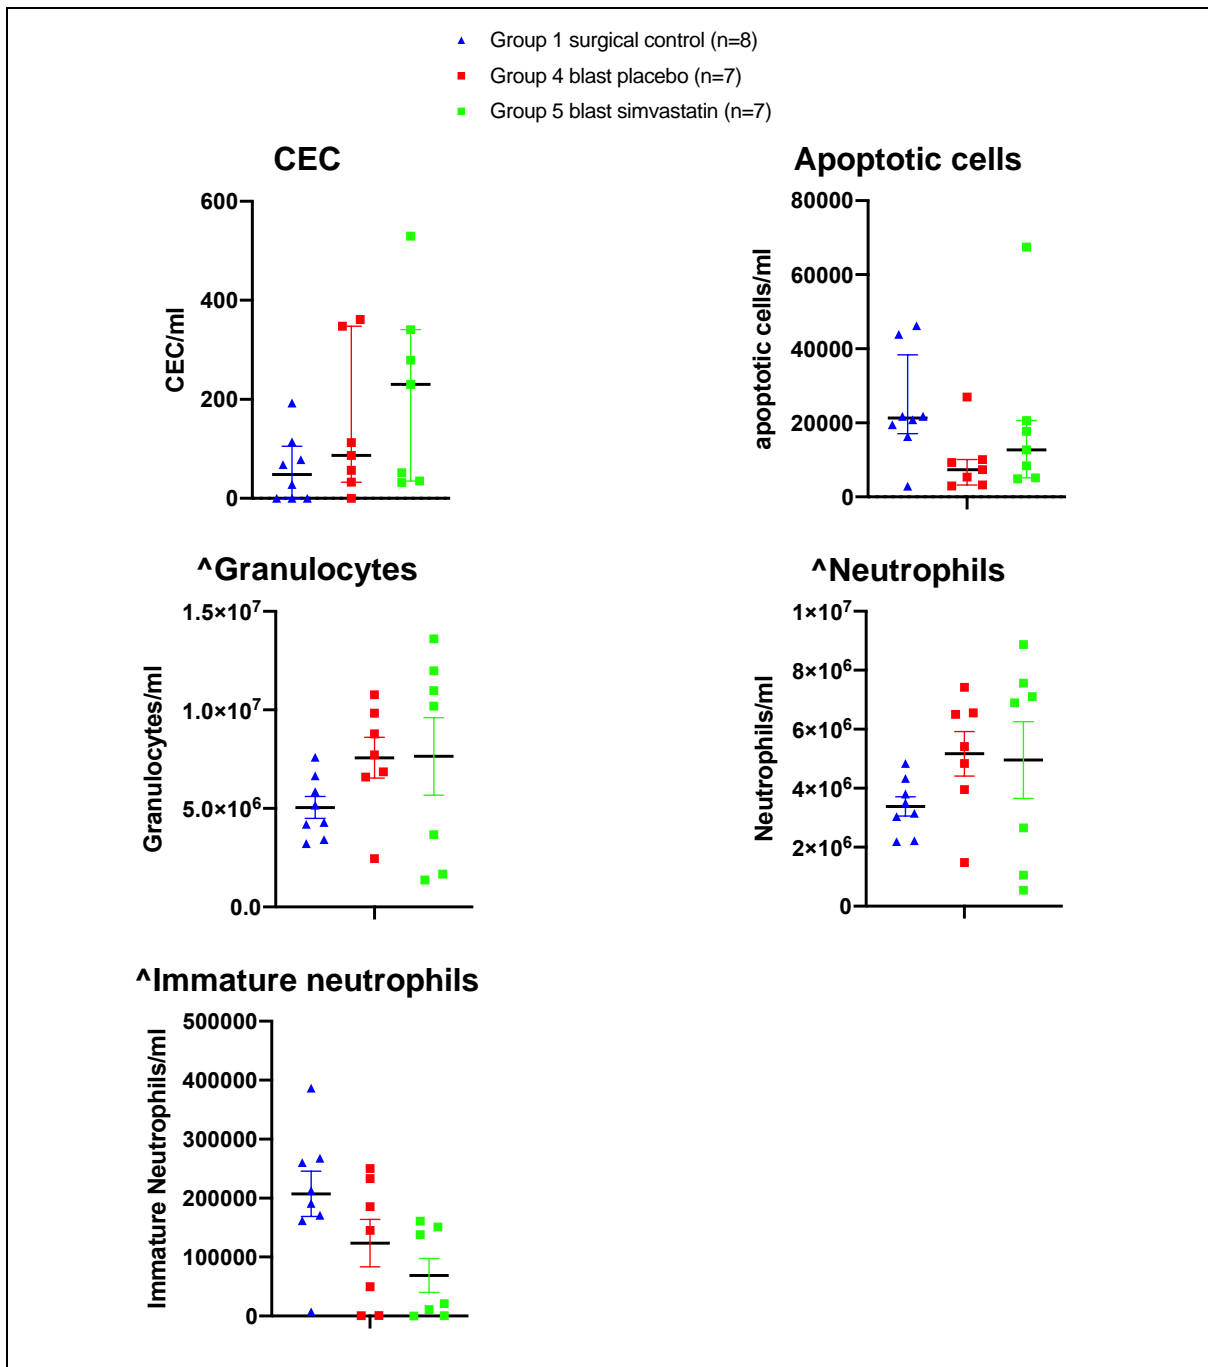 Group 1 surgical control (n=8)
Group 4 blast placebo (n=7)
Group 5 blast simvastatin (n=7)
CEC
CEC/ml
600
400
200
0
Apoptotic cells
apoptotic cells/ml
80000
60000
40000
20000
0
^Granulocytes
Granulocytes/ml
1.5×10⁷
1.0×10⁷
5.0×10⁶
0.0
^Neutrophils
Neutrophils/ml
1×10⁷
8×10⁶
6×10⁶
4×10⁶
2×10⁶
0
^Immature neutrophils
Immature Neutrophils/ml
500000
400000
300000
200000
100000
0